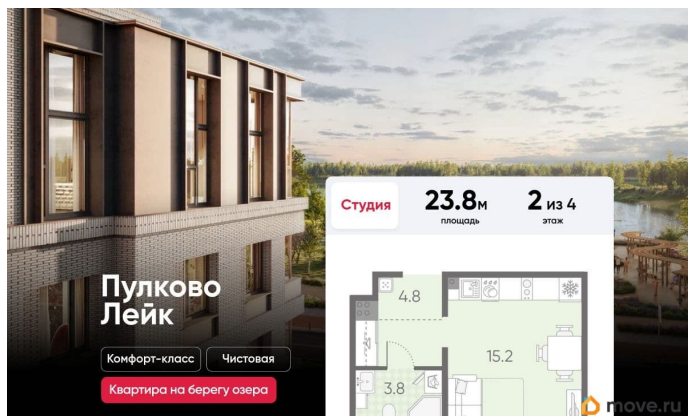 Студия
23.8м
площадь
2 из 4
этаж
Пулково
Лейк
Комфорт-класс
Чистовая
Квартира на берегу озера
4.8
15.2
3.8
move.ru